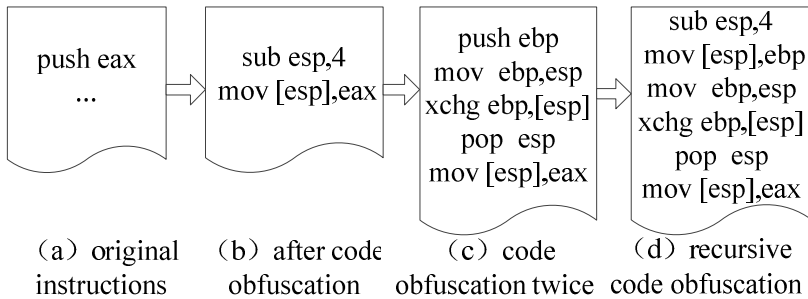 push eax
...
sub esp,4
mov [esp],eax
push ebp
mov ebp,esp
xchg ebp,[esp]
pop esp
mov [esp],eax
sub esp,4
mov [esp],ebp
mov ebp,esp
xchg ebp,[esp]
pop esp
mov [esp],eax
(a) original
instructions
(b) after code
obfuscation
(c) code
obfuscation twice
(d) recursive
code obfuscation